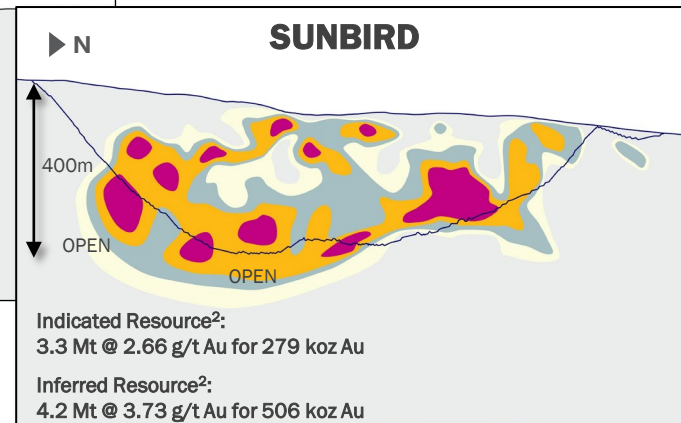 N
SUNBIRD
400m
OPEN
OPEN
Indicated Resource²:
3.3 Mt @ 2.66 g/t Au for 279 koz Au
Inferred Resource²:
4.2 Mt @ 3.73 g/t Au for 506 koz Au